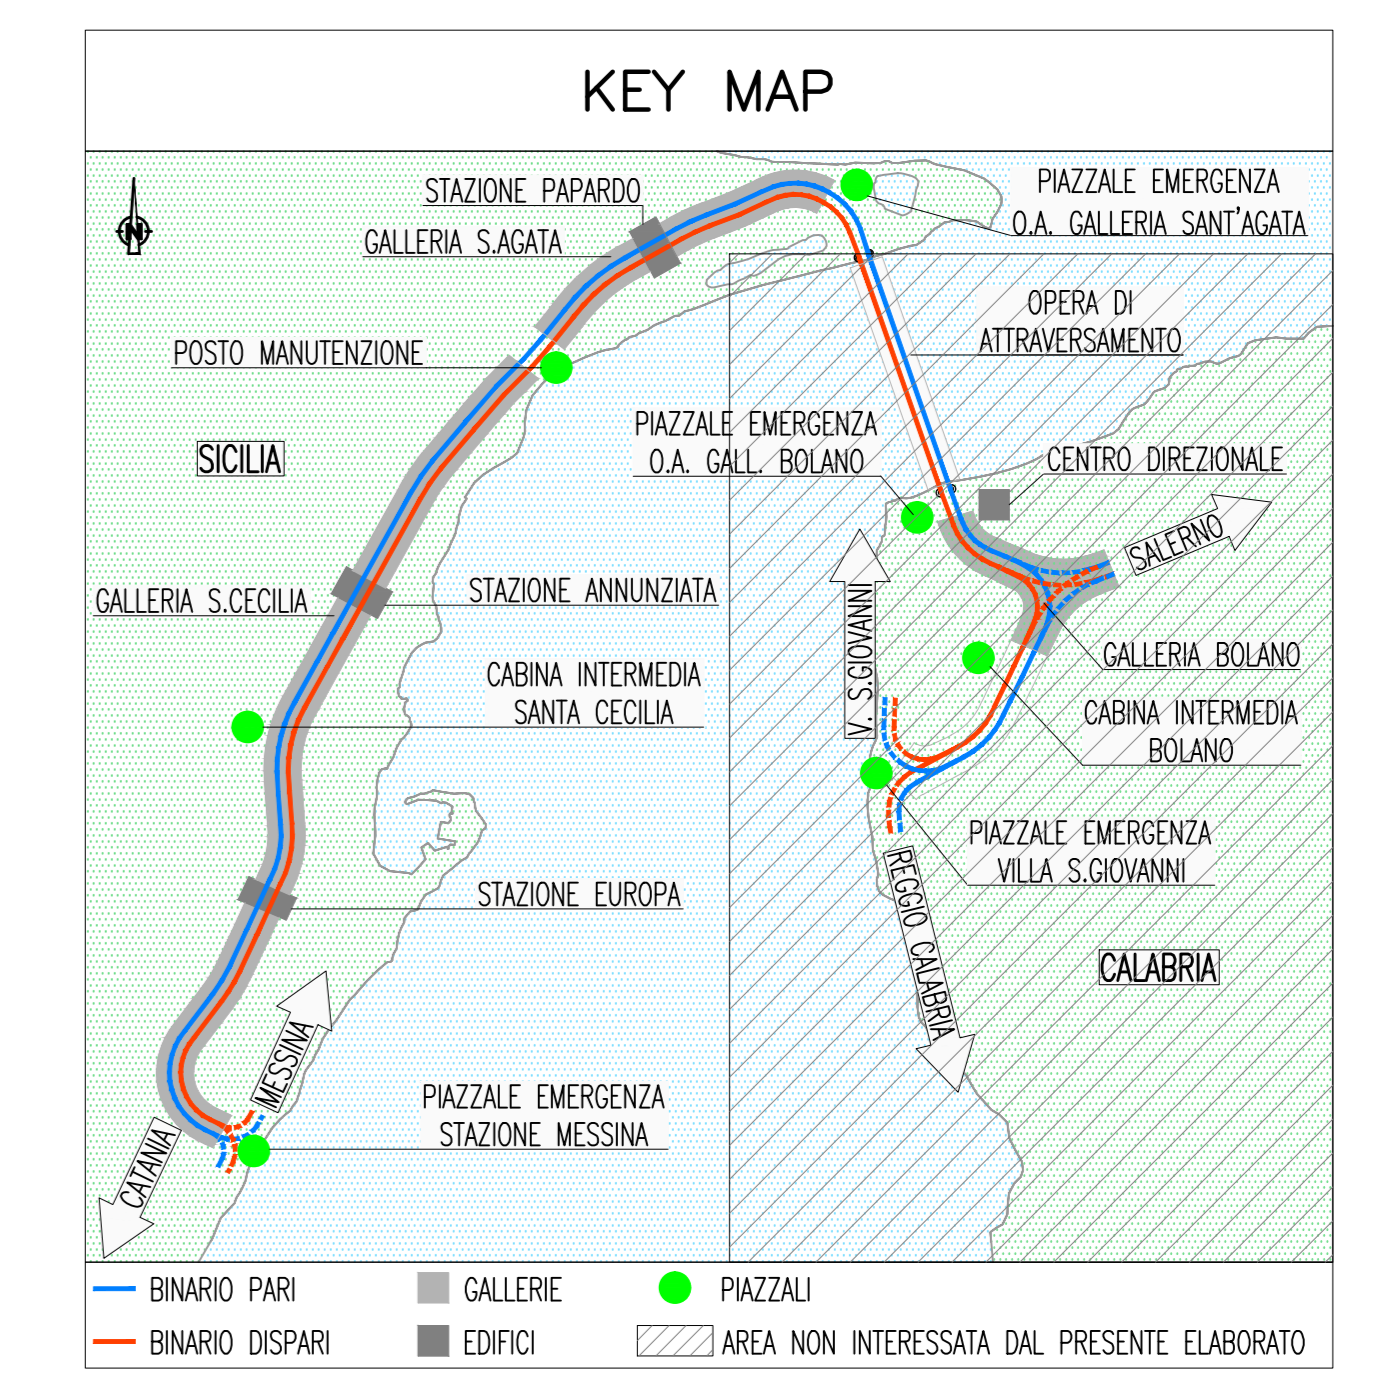 KEY MAP
STAZIONE PAPARDO
GALLERIA S.AGATA
PIAZZALE EMERGENZA
O.A. GALLERIA SANT'AGATA
N
OPERA DI
ATTRAVERSAMENTO
POSTO MANUTENZIONE
SICILIA
PIAZZALE EMERGENZA
O.A. GALL. BOLANO
CENTRO DIREZIONALE
SALERNO
STAZIONE ANNUNZIATA
GALLERIA S.CECILIA
V. S.GIOVANNI
GALLERIA BOLANO
CABINA INTERMEDIA
SANTA CECILIA
CABINA INTERMEDIA
BOLANO
PIAZZALE EMERGENZA
VILLA S.GIOVANNI
STAZIONE EUROPA
REGGIO CALABRIA
CALABRIA
MESSINA
PIAZZALE EMERGENZA
STAZIONE MESSINA
CATANIA
BINARIO PARI
GALLERIE
PIAZZALI
BINARIO DISPARI
EDIFICI
AREA NON INTERESSATA DAL PRESENTE ELABORATO